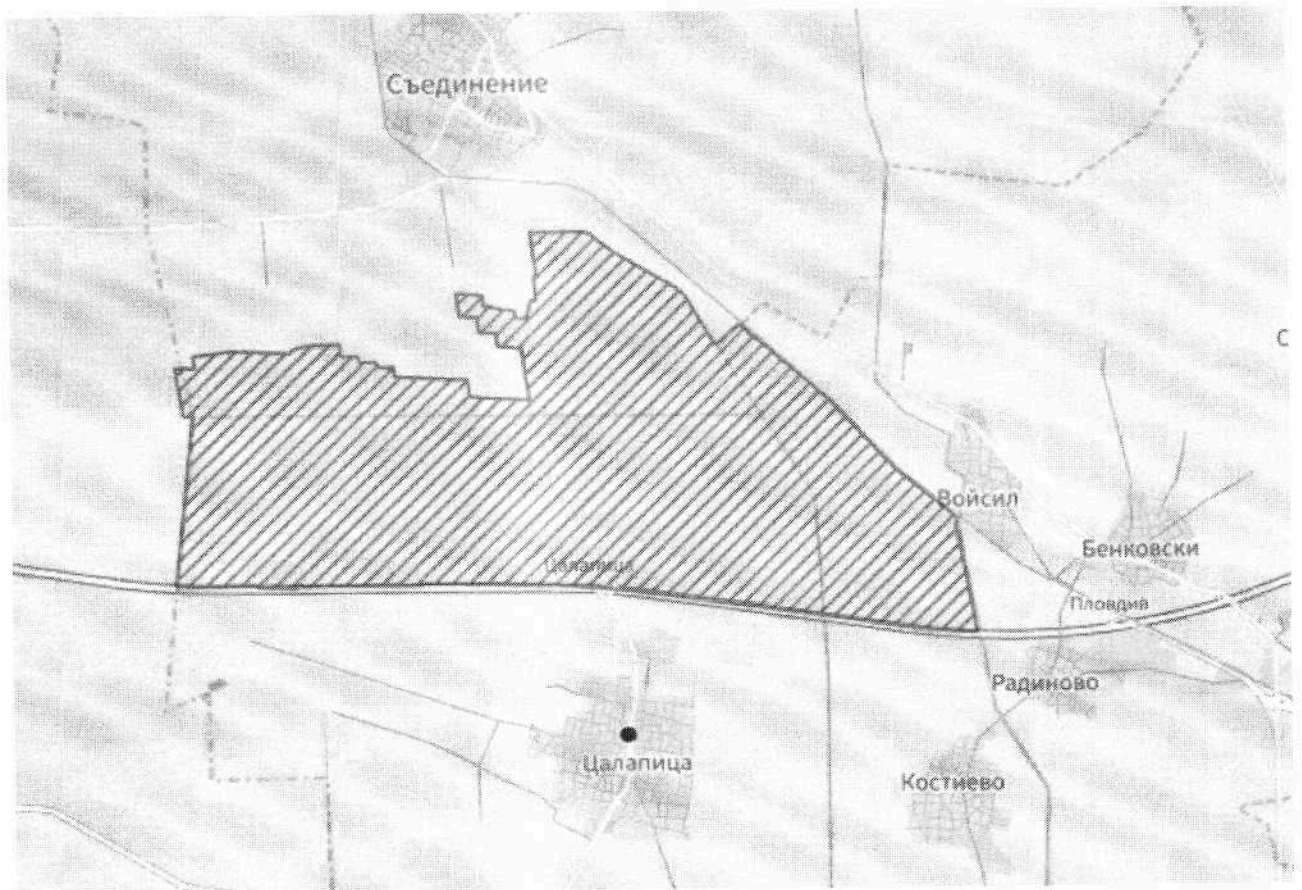 Съединение
С
Войсил
Бенковски
Цалапица
Пловдив
Радиново
Цалапица
Костиево